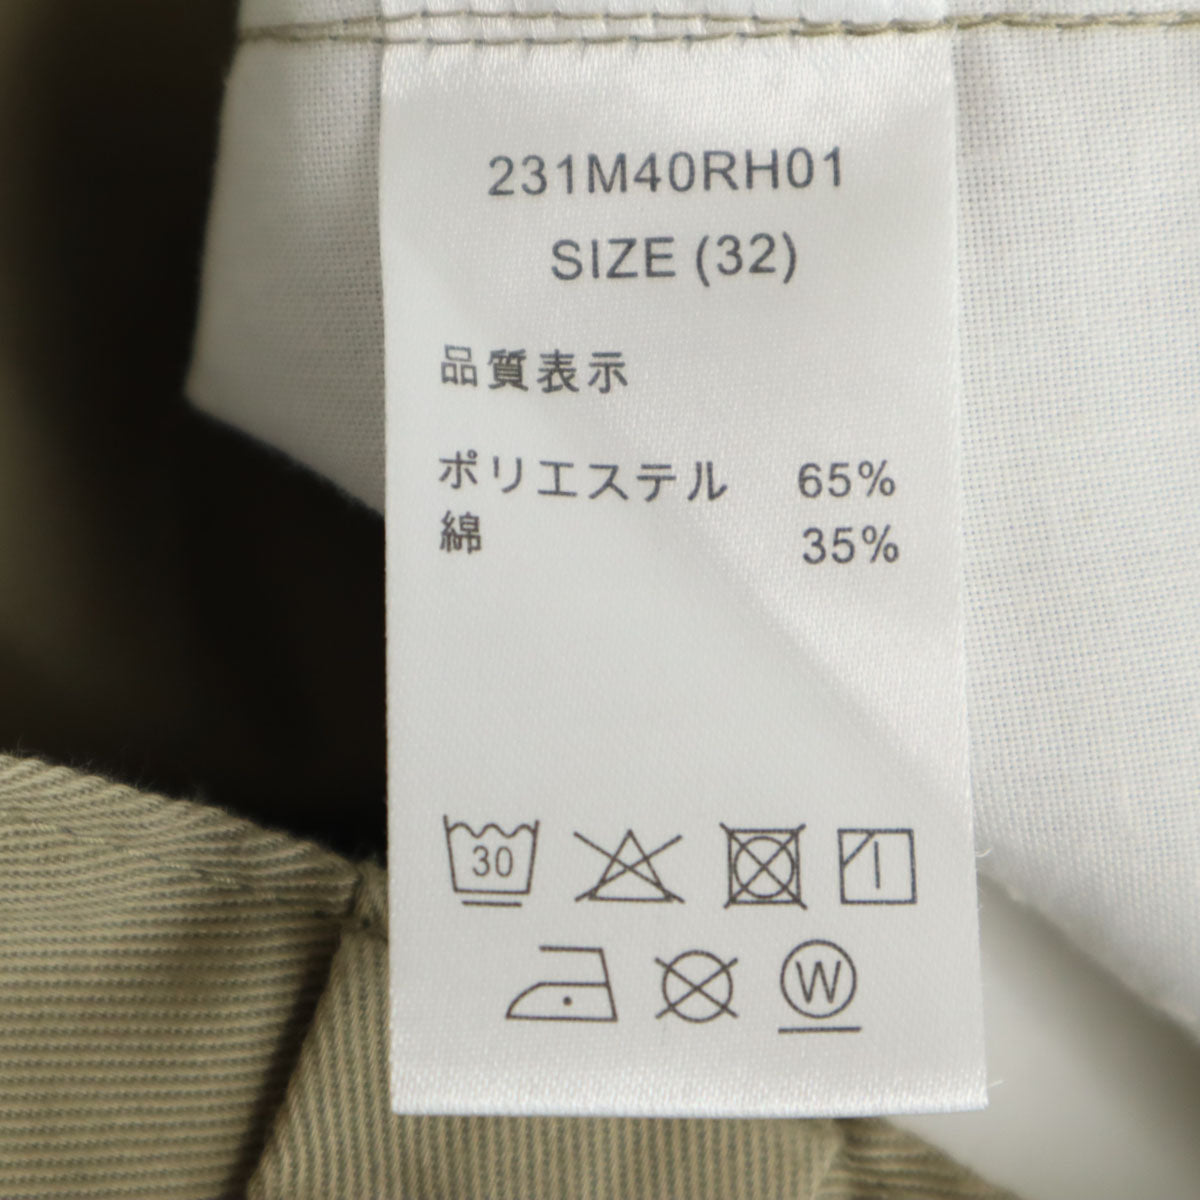 231M40RH01
SIZE (32)
品質表示
ポリエステル 65%
綿 35%
30
W